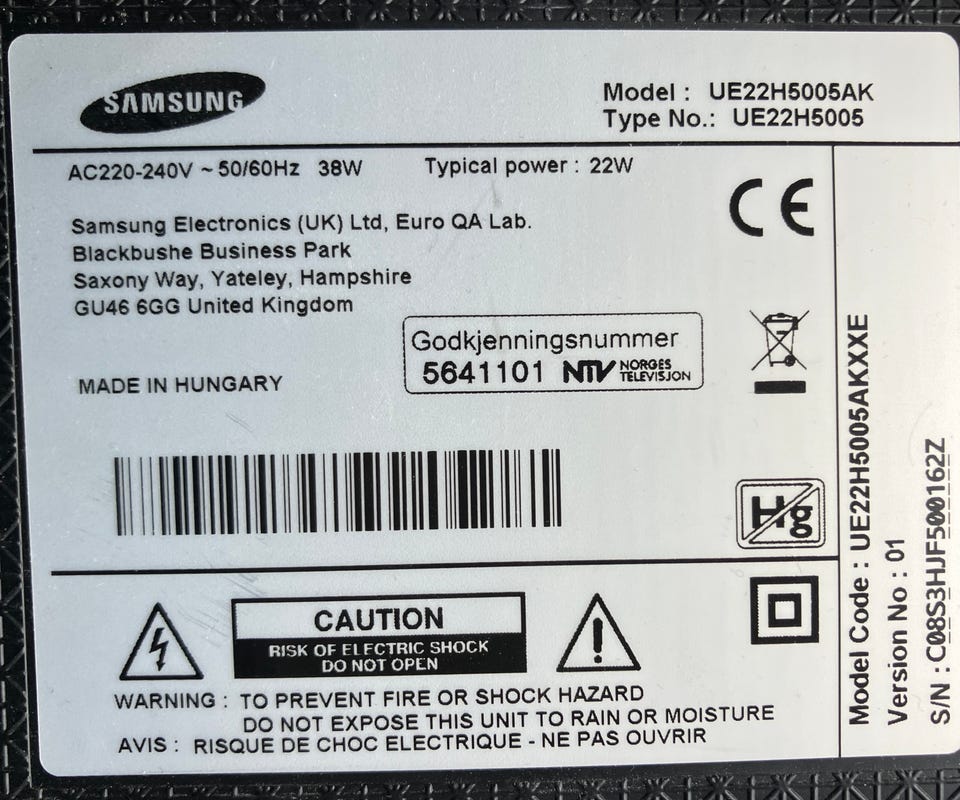 SAMSUNG
Model : UE22H5005AK
Type No.: UE22H5005
AC220-240V ~ 50/60Hz 38W Typical power : 22W
Samsung Electronics (UK) Ltd, Euro QA Lab.
Blackbushe Business Park
Saxony Way, Yateley, Hampshire
GU46 6GG United Kingdom
CE
Godkjenningsnummer
5641101 NTV NORGES TELEVISJON
MADE IN HUNGARY
Hg
CAUTION
RISK OF ELECTRIC SHOCK
DO NOT OPEN
WARNING : TO PREVENT FIRE OR SHOCK HAZARD
DO NOT EXPOSE THIS UNIT TO RAIN OR MOISTURE
AVIS : RISQUE DE CHOC ELECTRIQUE - NE PAS OUVRIR
Model Code : UE22H5005AKXXE
Version No : 01
S/N : C08S3HJF500162Z